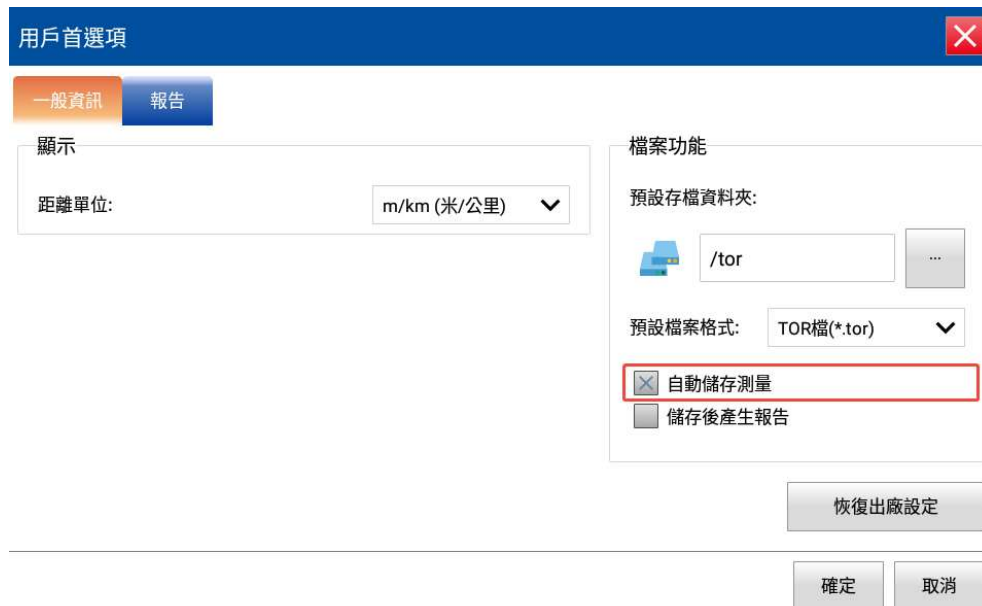 用戶首選項
一般資訊 報告
顯示
距離單位: m/km (米/公里)
檔案功能
預設存檔資料夾:
/tor ...
預設檔案格式: TOR檔(*.tor)
自動儲存測量
儲存後產生報告
恢復出廠設定
確定 取消